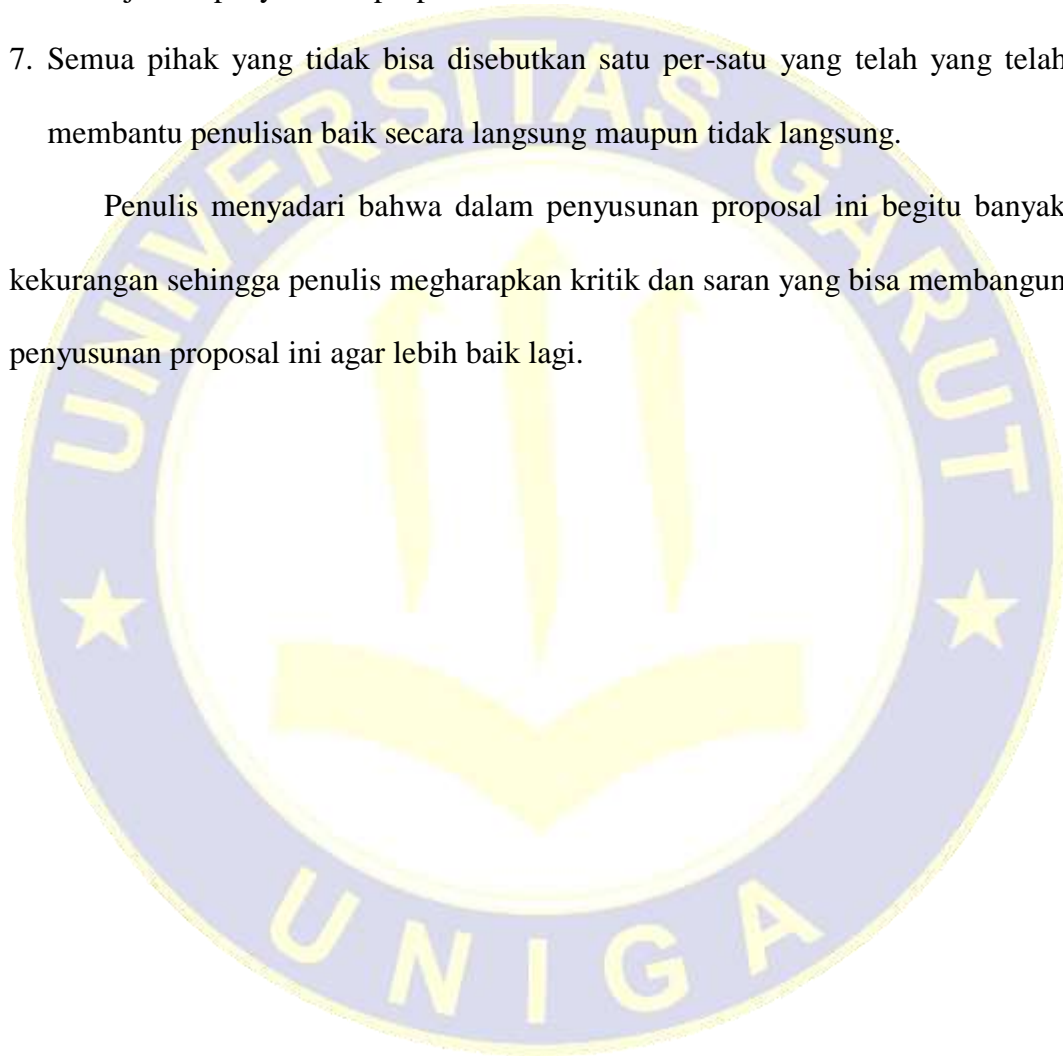 7. Semua pihak yang tidak bisa disebutkan satu per-satu yang telah yang telah
membantu penulisan baik secara langsung maupun tidak langsung.
Penulis menyadari bahwa dalam penyusunan proposal ini begitu banyak
kekurangan sehingga penulis megharapkan kritik dan saran yang bisa membangun
penyusunan proposal ini agar lebih baik lagi.
UNIVERSITAS GARUT
UNIGA